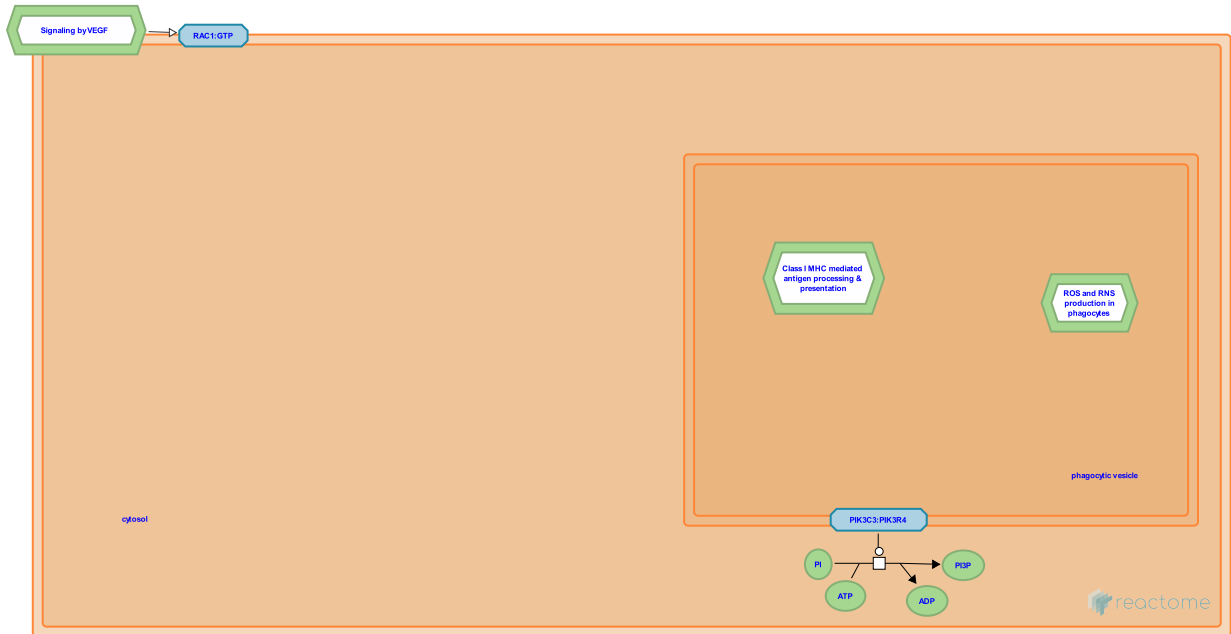 Signaling by VEGF
RAC1:GTP
Class I MHC mediated
antigen processing &
presentation
ROS and RNS
production in
phagocytes
phagocytic vesicle
cytosol
PIK3C3:PIK3R4
PI
PI3P
ATP
ADP
reactome